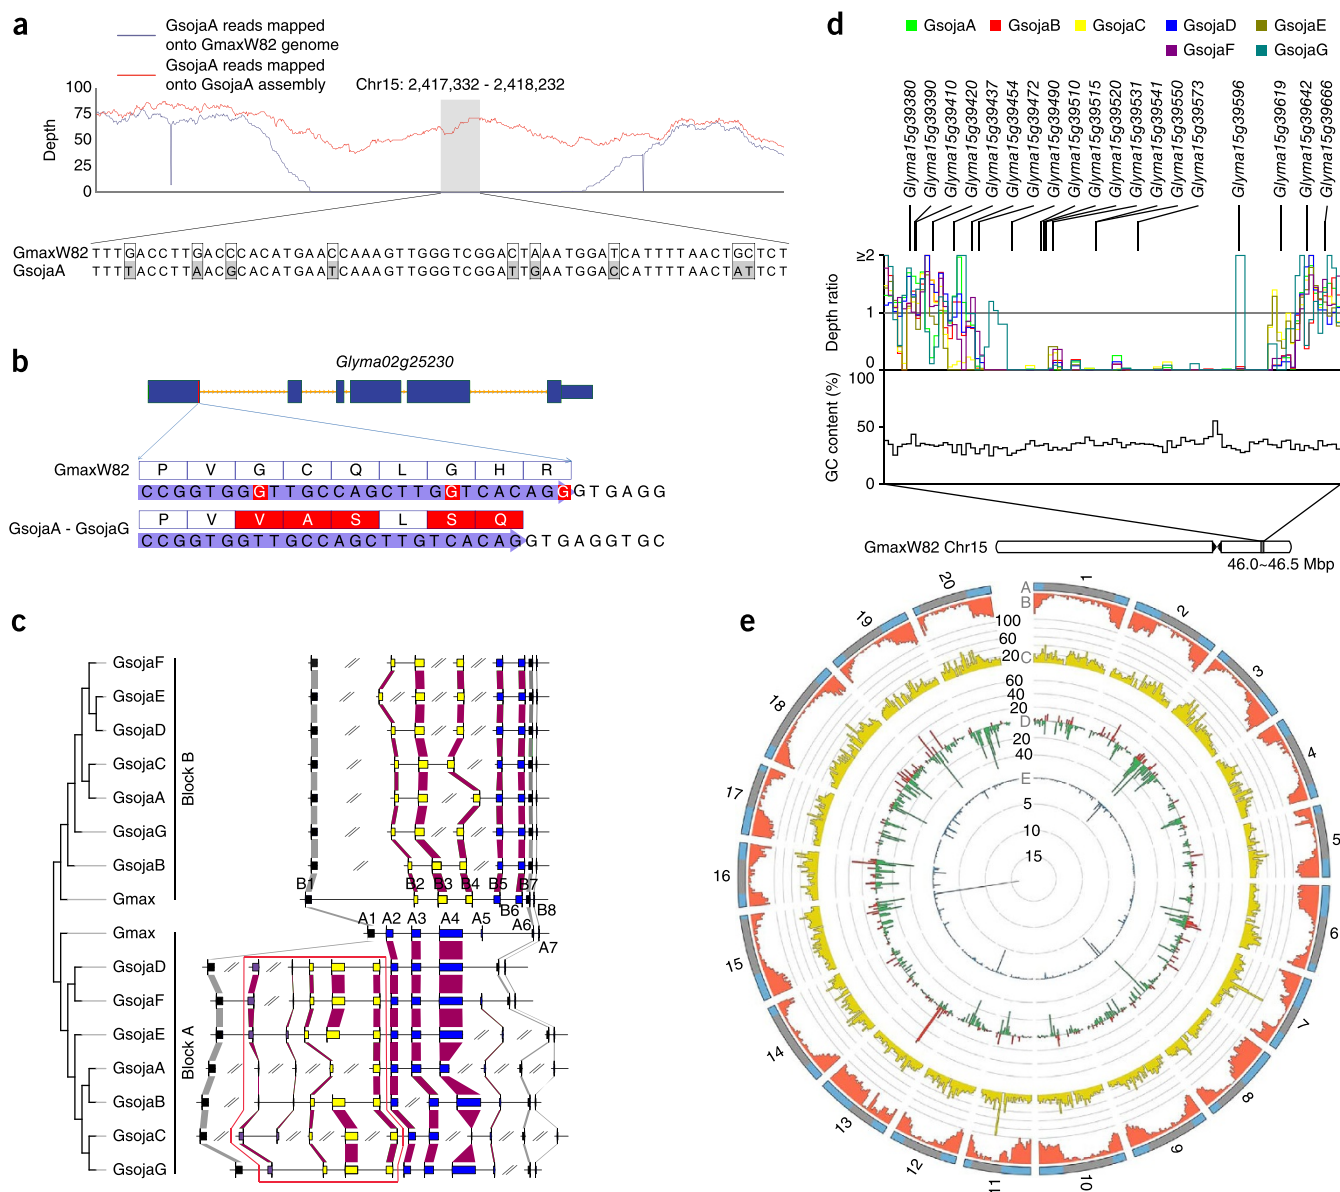 a
GsojaA reads mapped
onto GmaxW82 genome
GsojaA reads mapped
onto GsojaA assembly
Chr15: 2,417,332 - 2,418,232
100
75
50
25
0
Depth
GmaxW82 TTTGACCTTGACCCACATGAACCAAAGTTGGGTCGGACTAAATGGATCATTTTAACTGCTCT
GsojaA TTTTACCTTAACGCACATGAATCAAAGTTGGGTCGGATTGAATGGACCATTTTAACTATTCT
b
Glyma02g25230
GmaxW82 P V G C Q L G H R
CCGGTGGGTTGCCAGCTTGGTCACAGGGTGAGG
GsojaA - GsojaG P V V A S L S Q
CCGGTGGTTGCCAGCTTGTCACAGGTGAGGTGC
c
GsojaF
GsojaE
GsojaD
GsojaC
GsojaA
GsojaG
GsojaB
Gmax
Block B
B B2 B3 B4 B5 B6 B7 B8
Gmax
GsojaD
GsojaF
GsojaE
GsojaA
GsojaB
GsojaC
GsojaG
Block A
A1 A2 A3 A4 A5 A6 A7
d
GsojaA GsojaB GsojaC GsojaD GsojaE
GsojaF GsojaG
Glyma15g39380
Glyma15g39390
Glyma15g39410
Glyma15g39420
Glyma15g39437
Glyma15g39454
Glyma15g39472
Glyma15g39490
Glyma15g39510
Glyma15g39515
Glyma15g39520
Glyma15g39531
Glyma15g39541
Glyma15g39550
Glyma15g39573
Glyma15g39596
Glyma15g39619
Glyma15g39642
Glyma15g39666
≥2
1
0
Depth ratio
100
50
0
GC content (%)
GmaxW82 Chr15
46.0~46.5 Mbp
e
A
B
100
60
20
C
60
40
20
D
20
40
E
5
10
15
1
2
3
4
5
6
7
8
9
10
11
12
13
14
15
16
17
18
19
20